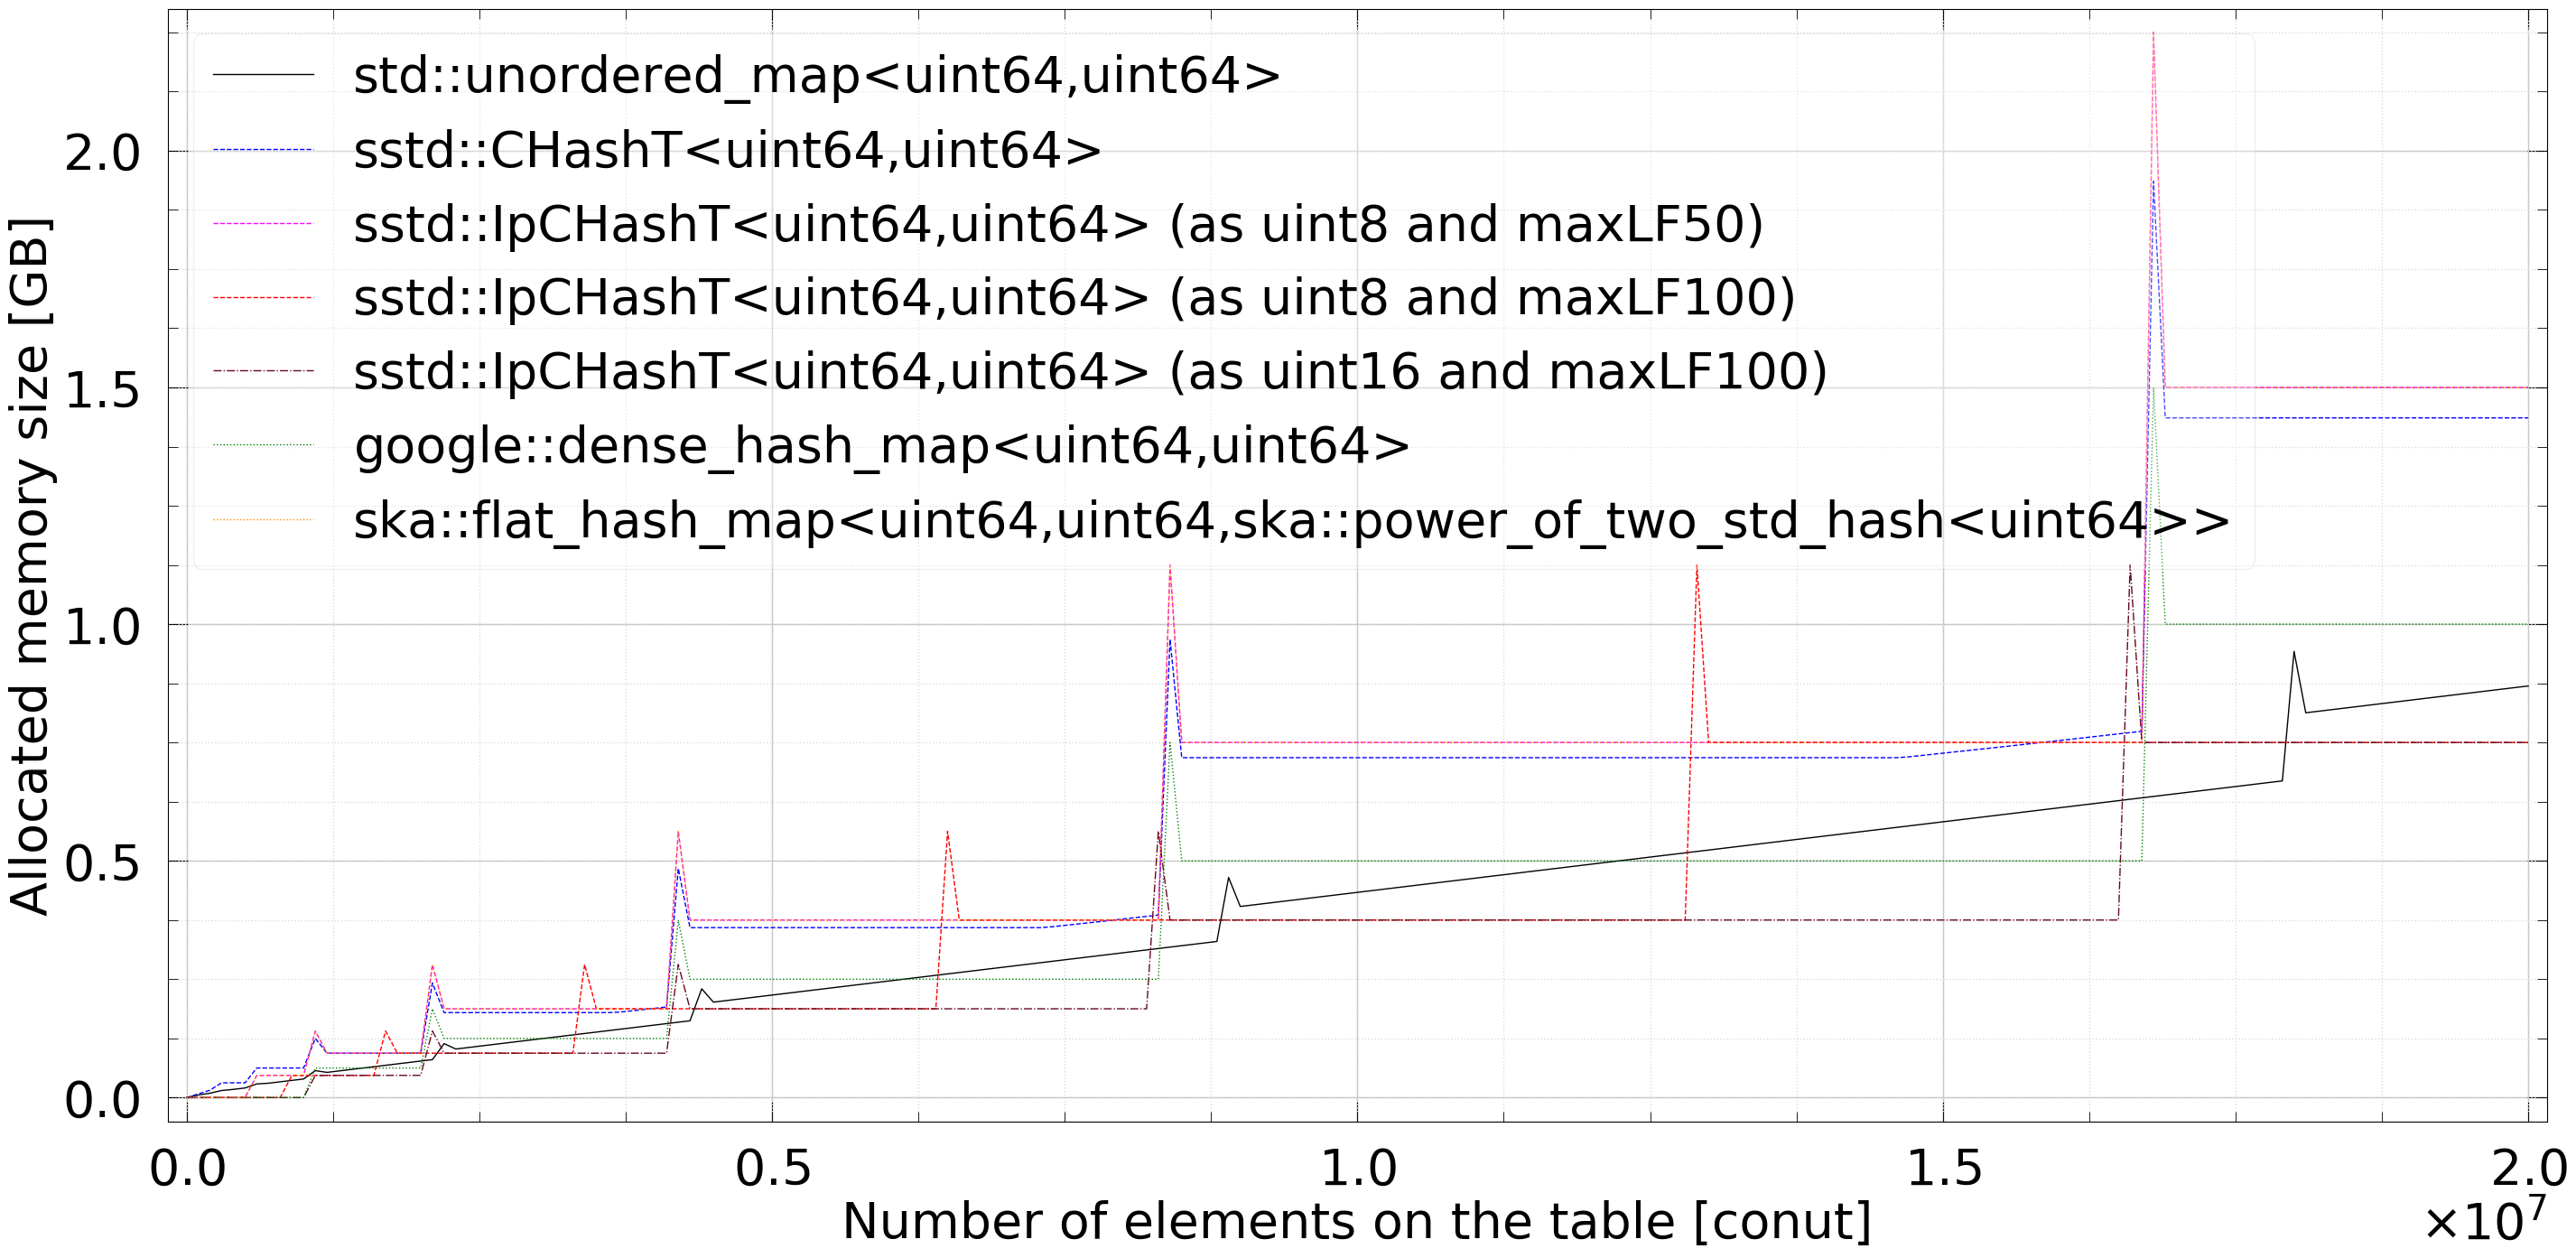 std::unordered_map<uint64,uint64>
sstd::CHashT<uint64,uint64>
sstd::IpCHashT<uint64,uint64> (as uint8 and maxLF50)
sstd::IpCHashT<uint64,uint64> (as uint8 and maxLF100)
sstd::IpCHashT<uint64,uint64> (as uint16 and maxLF100)
google::dense_hash_map<uint64,uint64>
ska::flat_hash_map<uint64,uint64,ska::power_of_two_std_hash<uint64>>
Allocated memory size [GB]
2.0
1.5
1.0
0.5
0.0
0.0 0.5 1.0 1.5 2.0
×10^7
Number of elements on the table [conut]